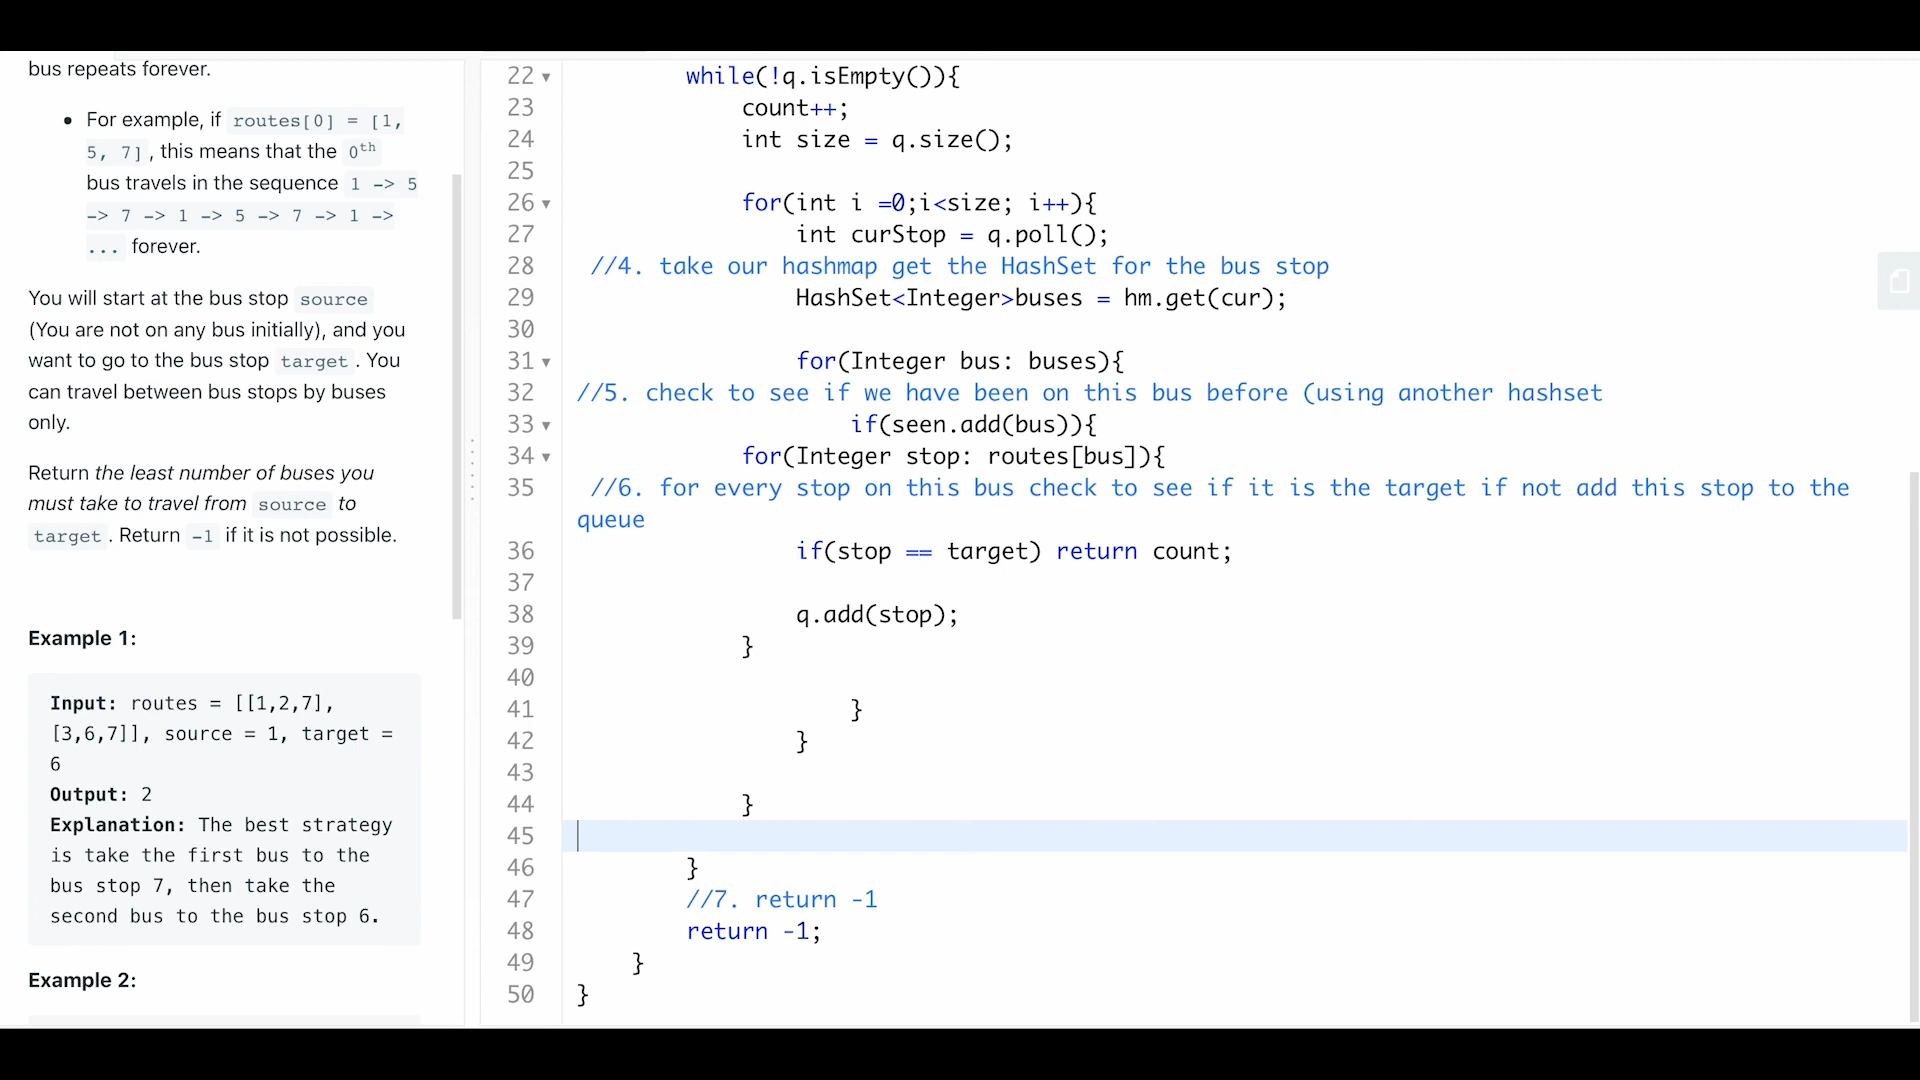 bus repeats forever.
• For example, if routes[0] = [1,
5, 7] , this means that the 0th
bus travels in the sequence 1 -> 5
-> 7 -> 1 -> 5 -> 7 -> 1 ->
... forever.
You will start at the bus stop source
(You are not on any bus initially), and you
want to go to the bus stop target . You
can travel between bus stops by buses
only.
Return the least number of buses you
must take to travel from source to
target . Return -1 if it is not possible.
Example 1:
Input: routes = [[1,2,7],
[3,6,7]], source = 1, target =
6
Output: 2
Explanation: The best strategy
is take the first bus to the
bus stop 7, then take the
second bus to the bus stop 6.
Example 2:
22 while(!q.isEmpty()){
23 count++;
24 int size = q.size();
25
26 for(int i =0;i<size; i++){
27 int curStop = q.poll();
28 //4. take our hashmap get the HashSet for the bus stop
29 HashSet<Integer>buses = hm.get(cur);
30
31 for(Integer bus: buses){
32 //5. check to see if we have been on this bus before (using another hashset
33 if(seen.add(bus)){
34 for(Integer stop: routes[bus]){
35 //6. for every stop on this bus check to see if it is the target if not add this stop to the
queue
36 if(stop == target) return count;
37
38 q.add(stop);
39 }
40
41 }
42 }
43
44 }
45
46 }
47 //7. return -1
48 return -1;
49 }
50 }